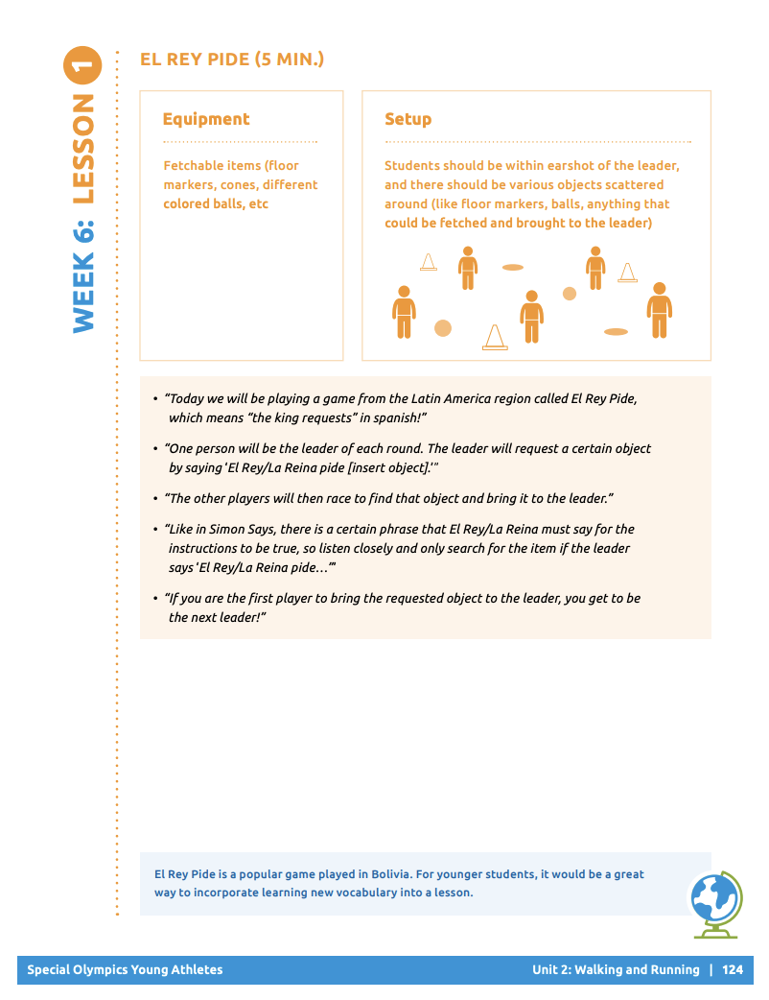 WEEK 6: LESSON 1
EL REY PIDE (5 MIN.)
Equipment
Fetchable items (floor
markers, cones, different
colored balls, etc
Setup
Students should be within earshot of the leader,
and there should be various objects scattered
around (like floor markers, balls, anything that
could be fetched and brought to the leader)
• “Today we will be playing a game from the Latin America region called El Rey Pide,
which means “the king requests” in spanish!”
• “One person will be the leader of each round. The leader will request a certain object
by saying 'El Rey/La Reina pide [insert object].'"
• “The other players will then race to find that object and bring it to the leader.”
• “Like in Simon Says, there is a certain phrase that El Rey/La Reina must say for the
instructions to be true, so listen closely and only search for the item if the leader
says 'El Rey/La Reina pide…”'
• “If you are the first player to bring the requested object to the leader, you get to be
the next leader!”
El Rey Pide is a popular game played in Bolivia. For younger students, it would be a great
way to incorporate learning new vocabulary into a lesson.
Special Olympics Young Athletes
Unit 2: Walking and Running | 124